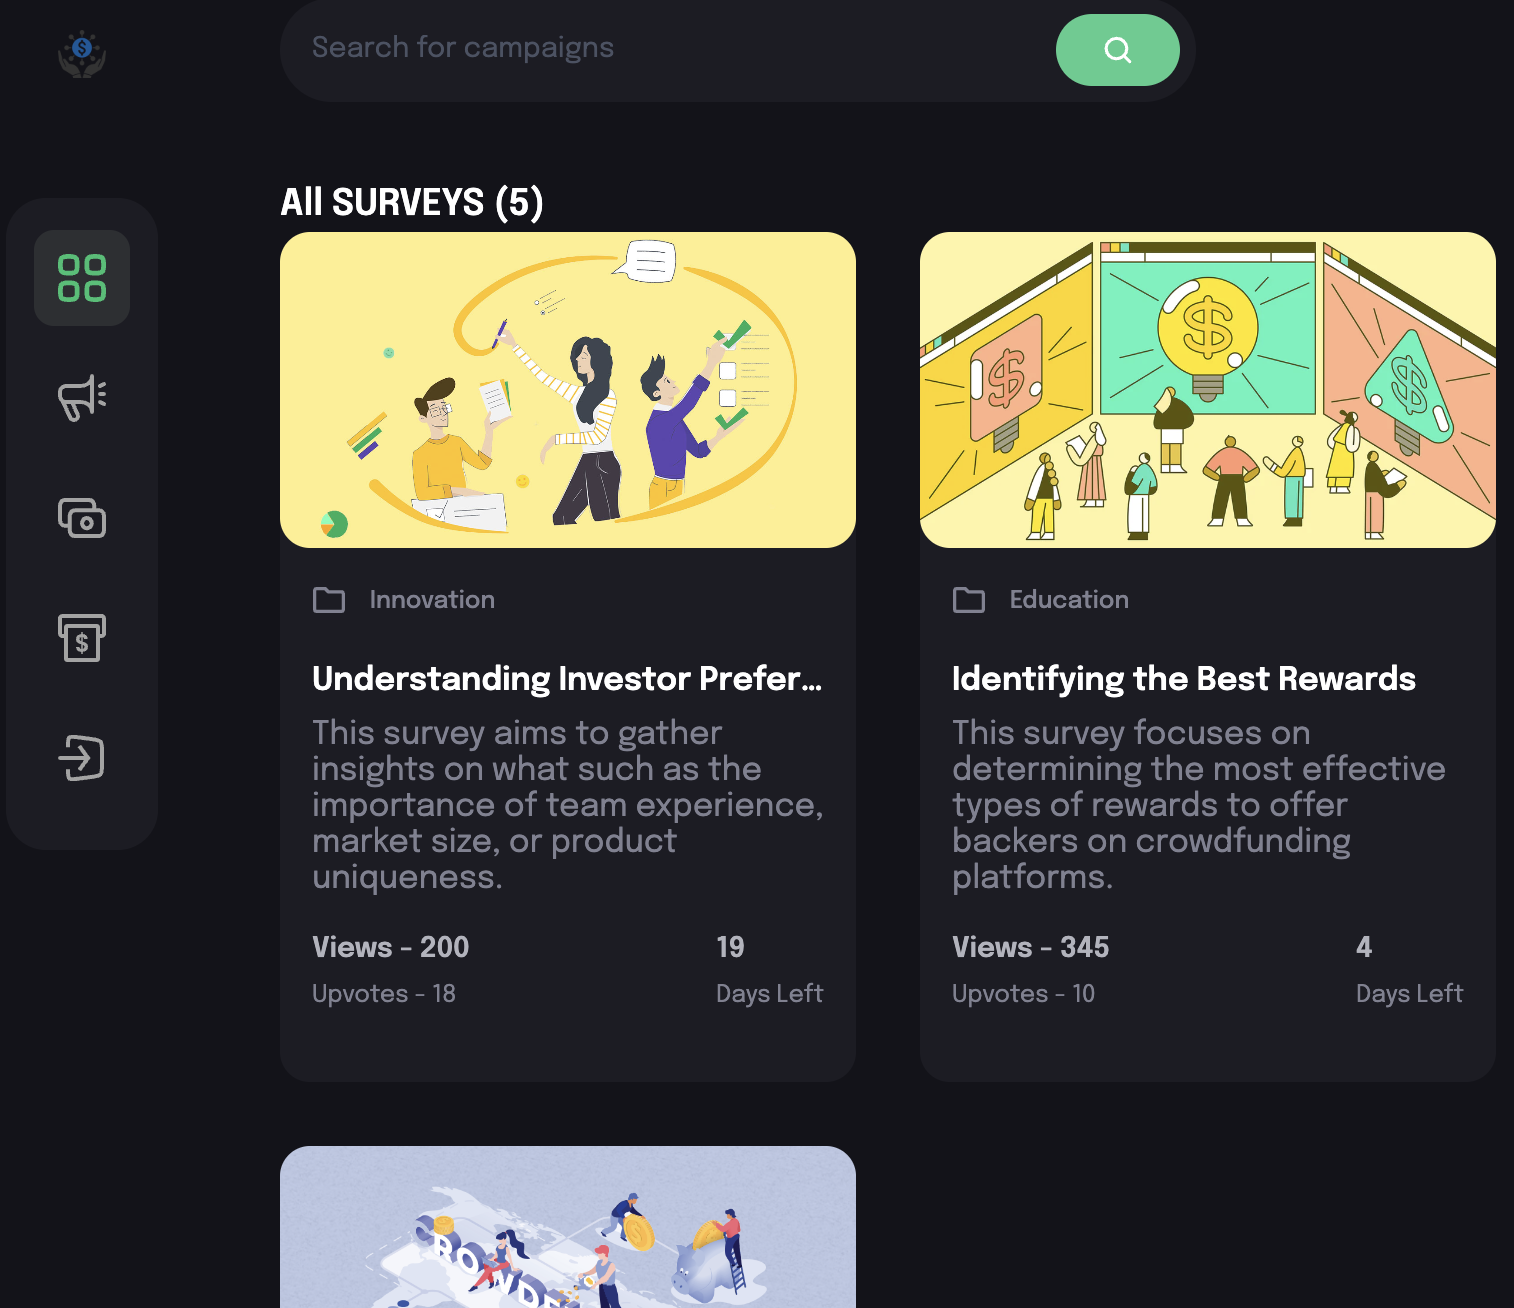 Search for campaigns
All SURVEYS (5)
Innovation
Understanding Investor Prefer...
This survey aims to gather
insights on what such as the
importance of team experience,
market size, or product
uniqueness.
Views - 200
19
Upvotes - 18
Days Left
Education
Identifying the Best Rewards
This survey focuses on
determining the most effective
types of rewards to offer
backers on crowdfunding
platforms.
Views - 345
4
Upvotes - 10
Days Left